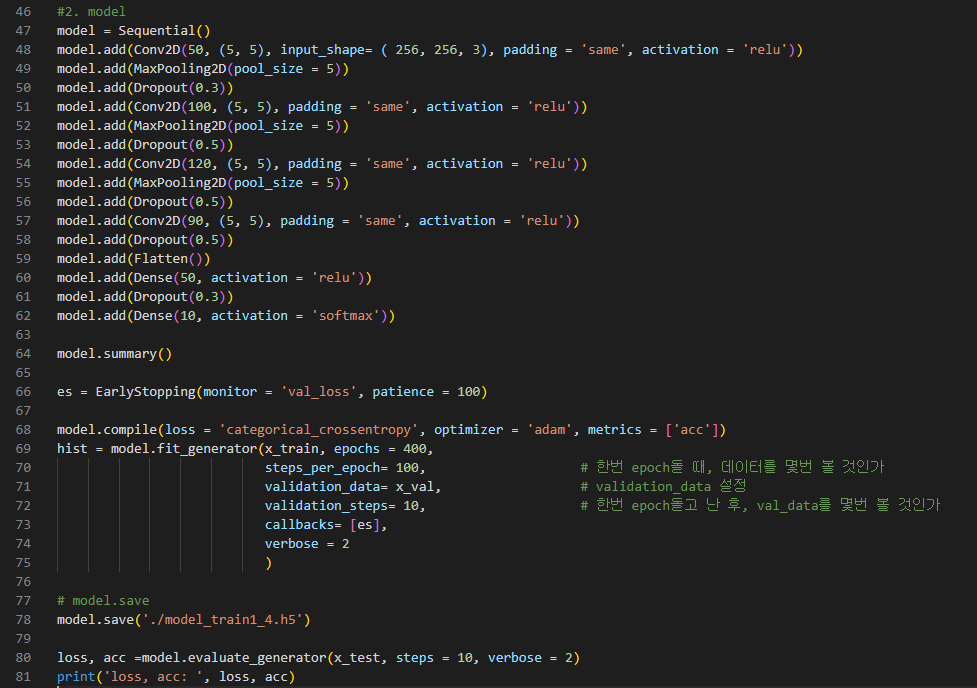 46 #2. model
47 model = Sequential()
48 model.add(Conv2D(50, (5, 5), input_shape= ( 256, 256, 3), padding = 'same', activation = 'relu'))
49 model.add(MaxPooling2D(pool_size = 5))
50 model.add(Dropout(0.3))
51 model.add(Conv2D(100, (5, 5), padding = 'same', activation = 'relu'))
52 model.add(MaxPooling2D(pool_size = 5))
53 model.add(Dropout(0.5))
54 model.add(Conv2D(120, (5, 5), padding = 'same', activation = 'relu'))
55 model.add(MaxPooling2D(pool_size = 5))
56 model.add(Dropout(0.5))
57 model.add(Conv2D(90, (5, 5), padding = 'same', activation = 'relu'))
58 model.add(Dropout(0.5))
59 model.add(Flatten())
60 model.add(Dense(50, activation = 'relu'))
61 model.add(Dropout(0.3))
62 model.add(Dense(10, activation = 'softmax'))
63
64 model.summary()
65
66 es = EarlyStopping(monitor = 'val_loss', patience = 100)
67
68 model.compile(loss = 'categorical_crossentropy', optimizer = 'adam', metrics = ['acc'])
69 hist = model.fit_generator(x_train, epochs = 400,
70 steps_per_epoch= 100, # 한번 epoch돌 때, 데이터를 몇번 볼 것인가
71 validation_data= x_val, # validation_data 설정
72 validation_steps= 10, # 한번 epoch돌고 난 후, val_data를 몇번 볼 것인가
73 callbacks= [es],
74 verbose = 2
75 )
76
77 # model.save
78 model.save('./model_train1_4.h5')
79
80 loss, acc =model.evaluate_generator(x_test, steps = 10, verbose = 2)
81 print('loss, acc: ', loss, acc)